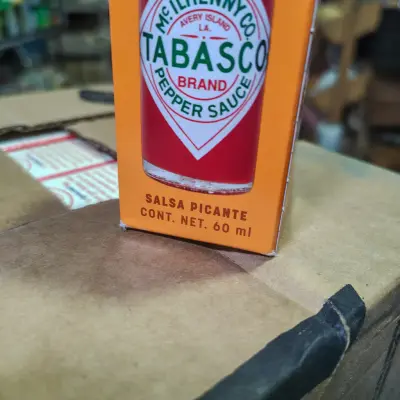 McILHENNY CO.
AVERY ISLAND
LA.
TABASCO
BRAND
PEPPER SAUCE
SALSA PICANTE
CONT. NET. 60 ml